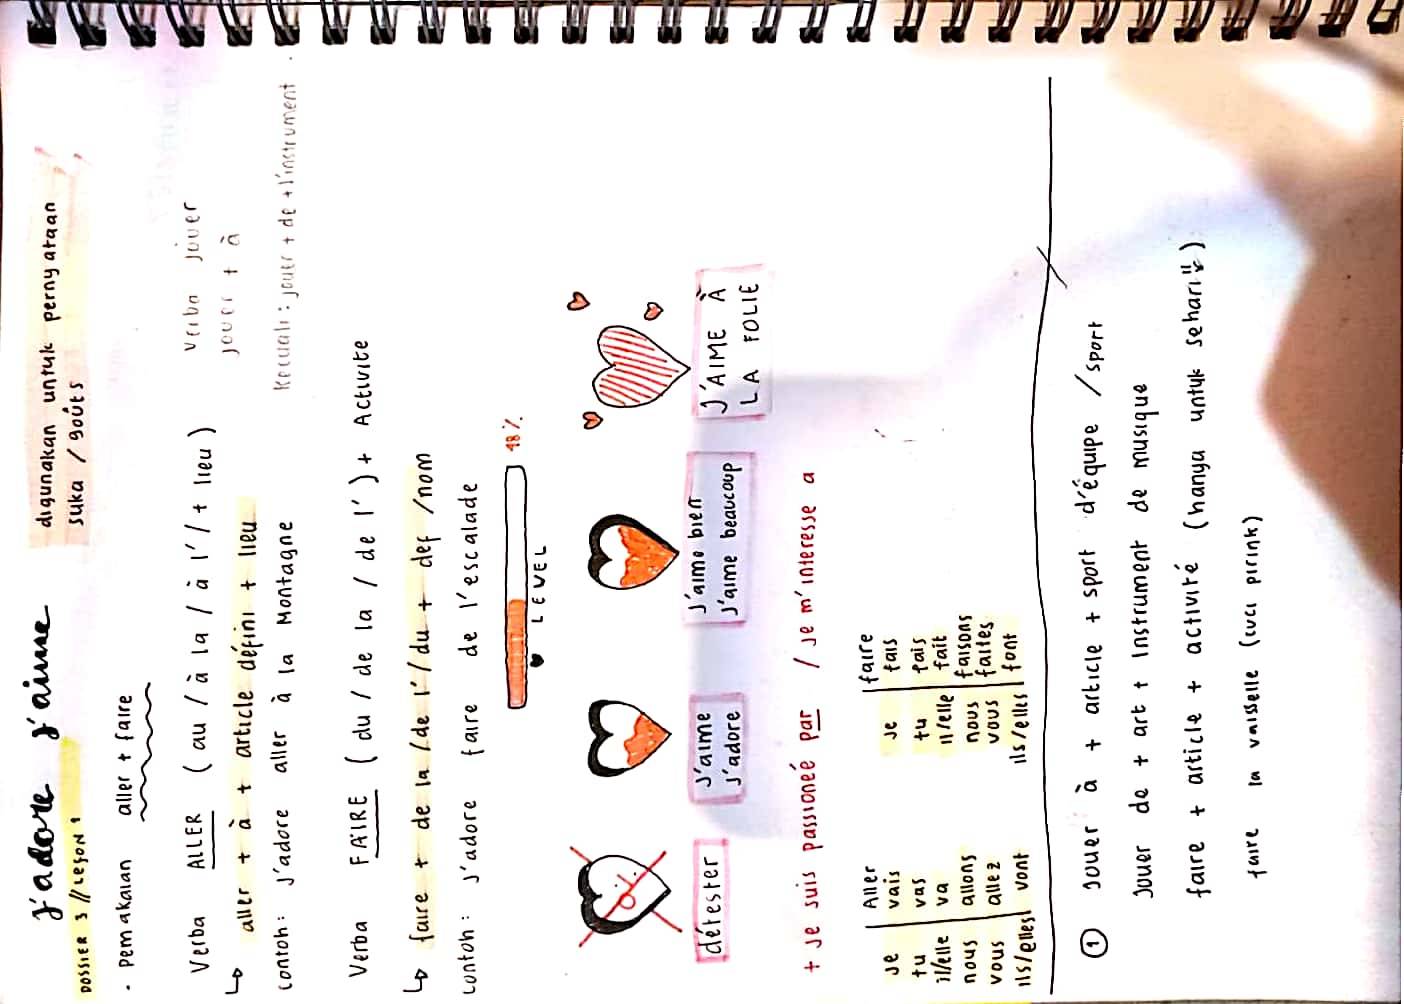 j'adore j'aime
digunakan untuk pernyataan
suka / goûts
DOSSIER 3 // LEÇON 1
• Pemakaian aller + faire
Verba ALLER (au / à la / à l' / + lieu)
Verba jouer
↳ aller + à + article défini + lieu
jouer + à
contoh: j'adore aller à la Montagne
Kecuali: jouer + de + l'instrument
Verba FAIRE (du / de la / de l') + Activite
↳ faire + de la / de l' / du + def / nom
contoh: j'adore faire de l'escalade
98%
LEVEL
détester
j'aime
j'adore
j'aime bien
j'aime beaucoup
J'AIME À
LA FOLIE
+ je suis passionée par / je m'interesse a
Aller
je vais
tu vas
il/elle va
nous allons
vous allez
ils/elles vont
faire
je fais
tu fais
il/elle fait
nous faisons
vous faites
ils/elles font
① jouer à + article + sport d'équipe / sport
jouer de + art + instrument de musique
faire + article + activité (hanya untuk sehari")
faire la vaisselle (cuci piring)